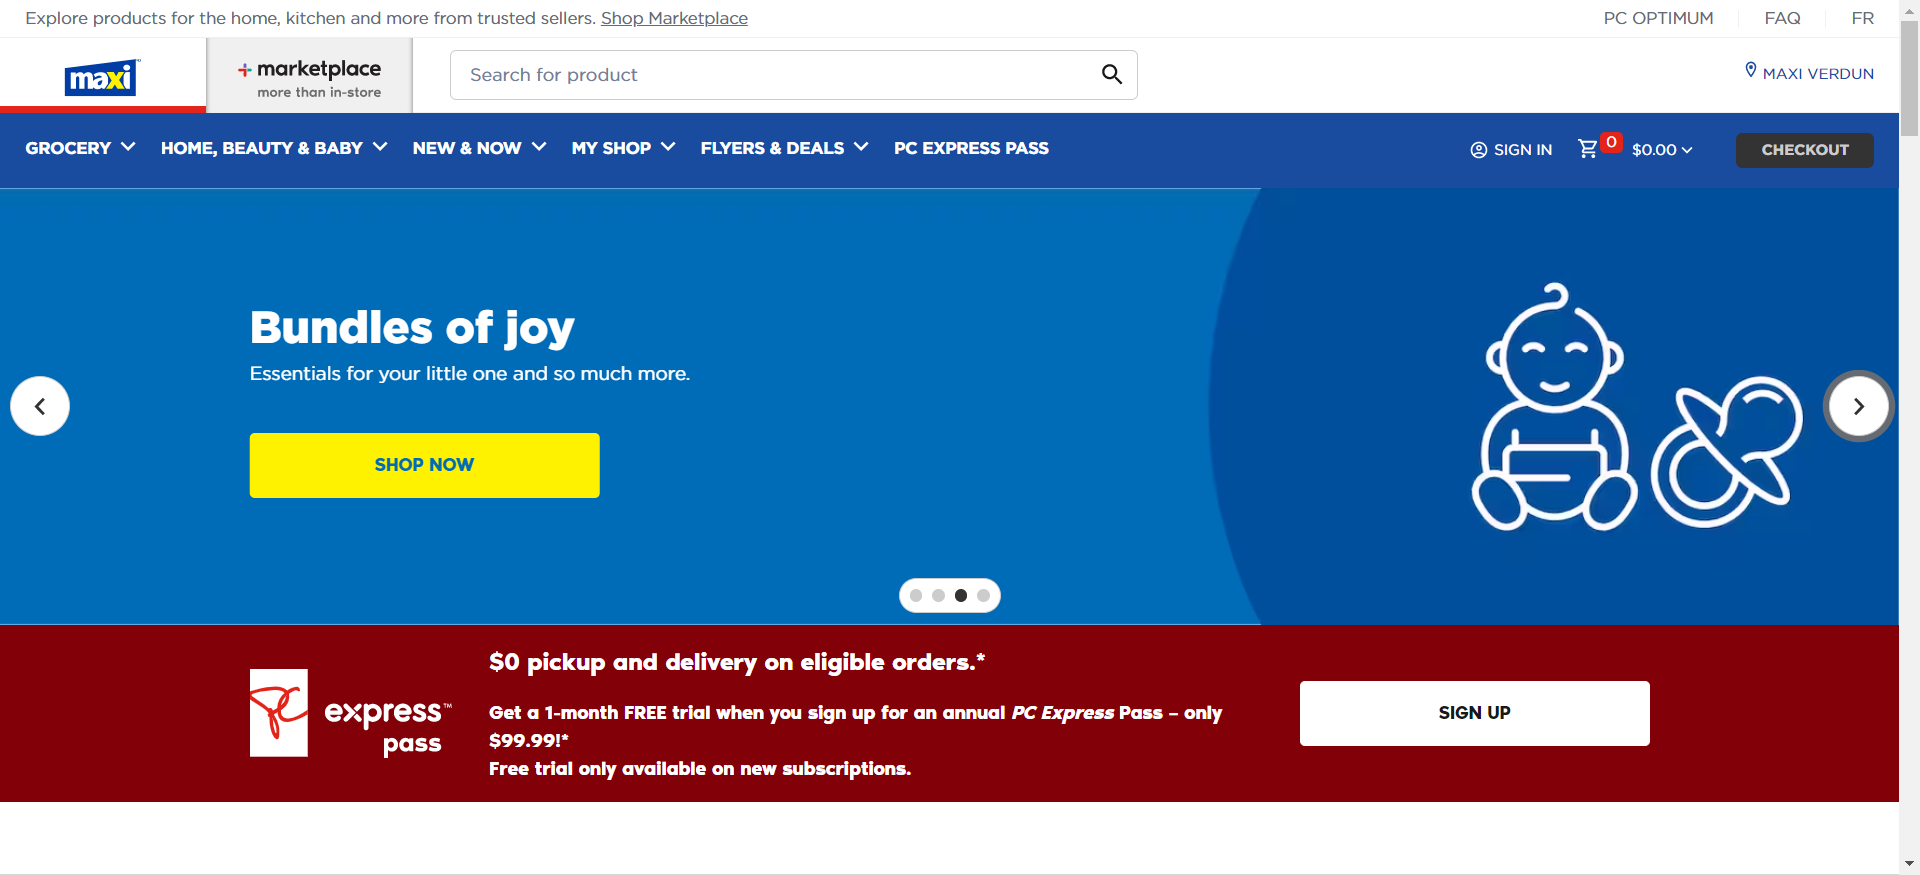 Explore products for the home, kitchen and more from trusted sellers. Shop Marketplace
PC OPTIMUM
FAQ
FR
maxi
marketplace
more than in-store
Search for product
MAXI VERDUN
GROCERY
HOME, BEAUTY & BABY
NEW & NOW
MY SHOP
FLYERS & DEALS
PC EXPRESS PASS
SIGN IN
0
$0.00
CHECKOUT
Bundles of joy
Essentials for your little one and so much more.
SHOP NOW
PC
express™
pass
$0 pickup and delivery on eligible orders.*
Get a 1-month FREE trial when you sign up for an annual PC Express Pass – only
$99.99!*
Free trial only available on new subscriptions.
SIGN UP